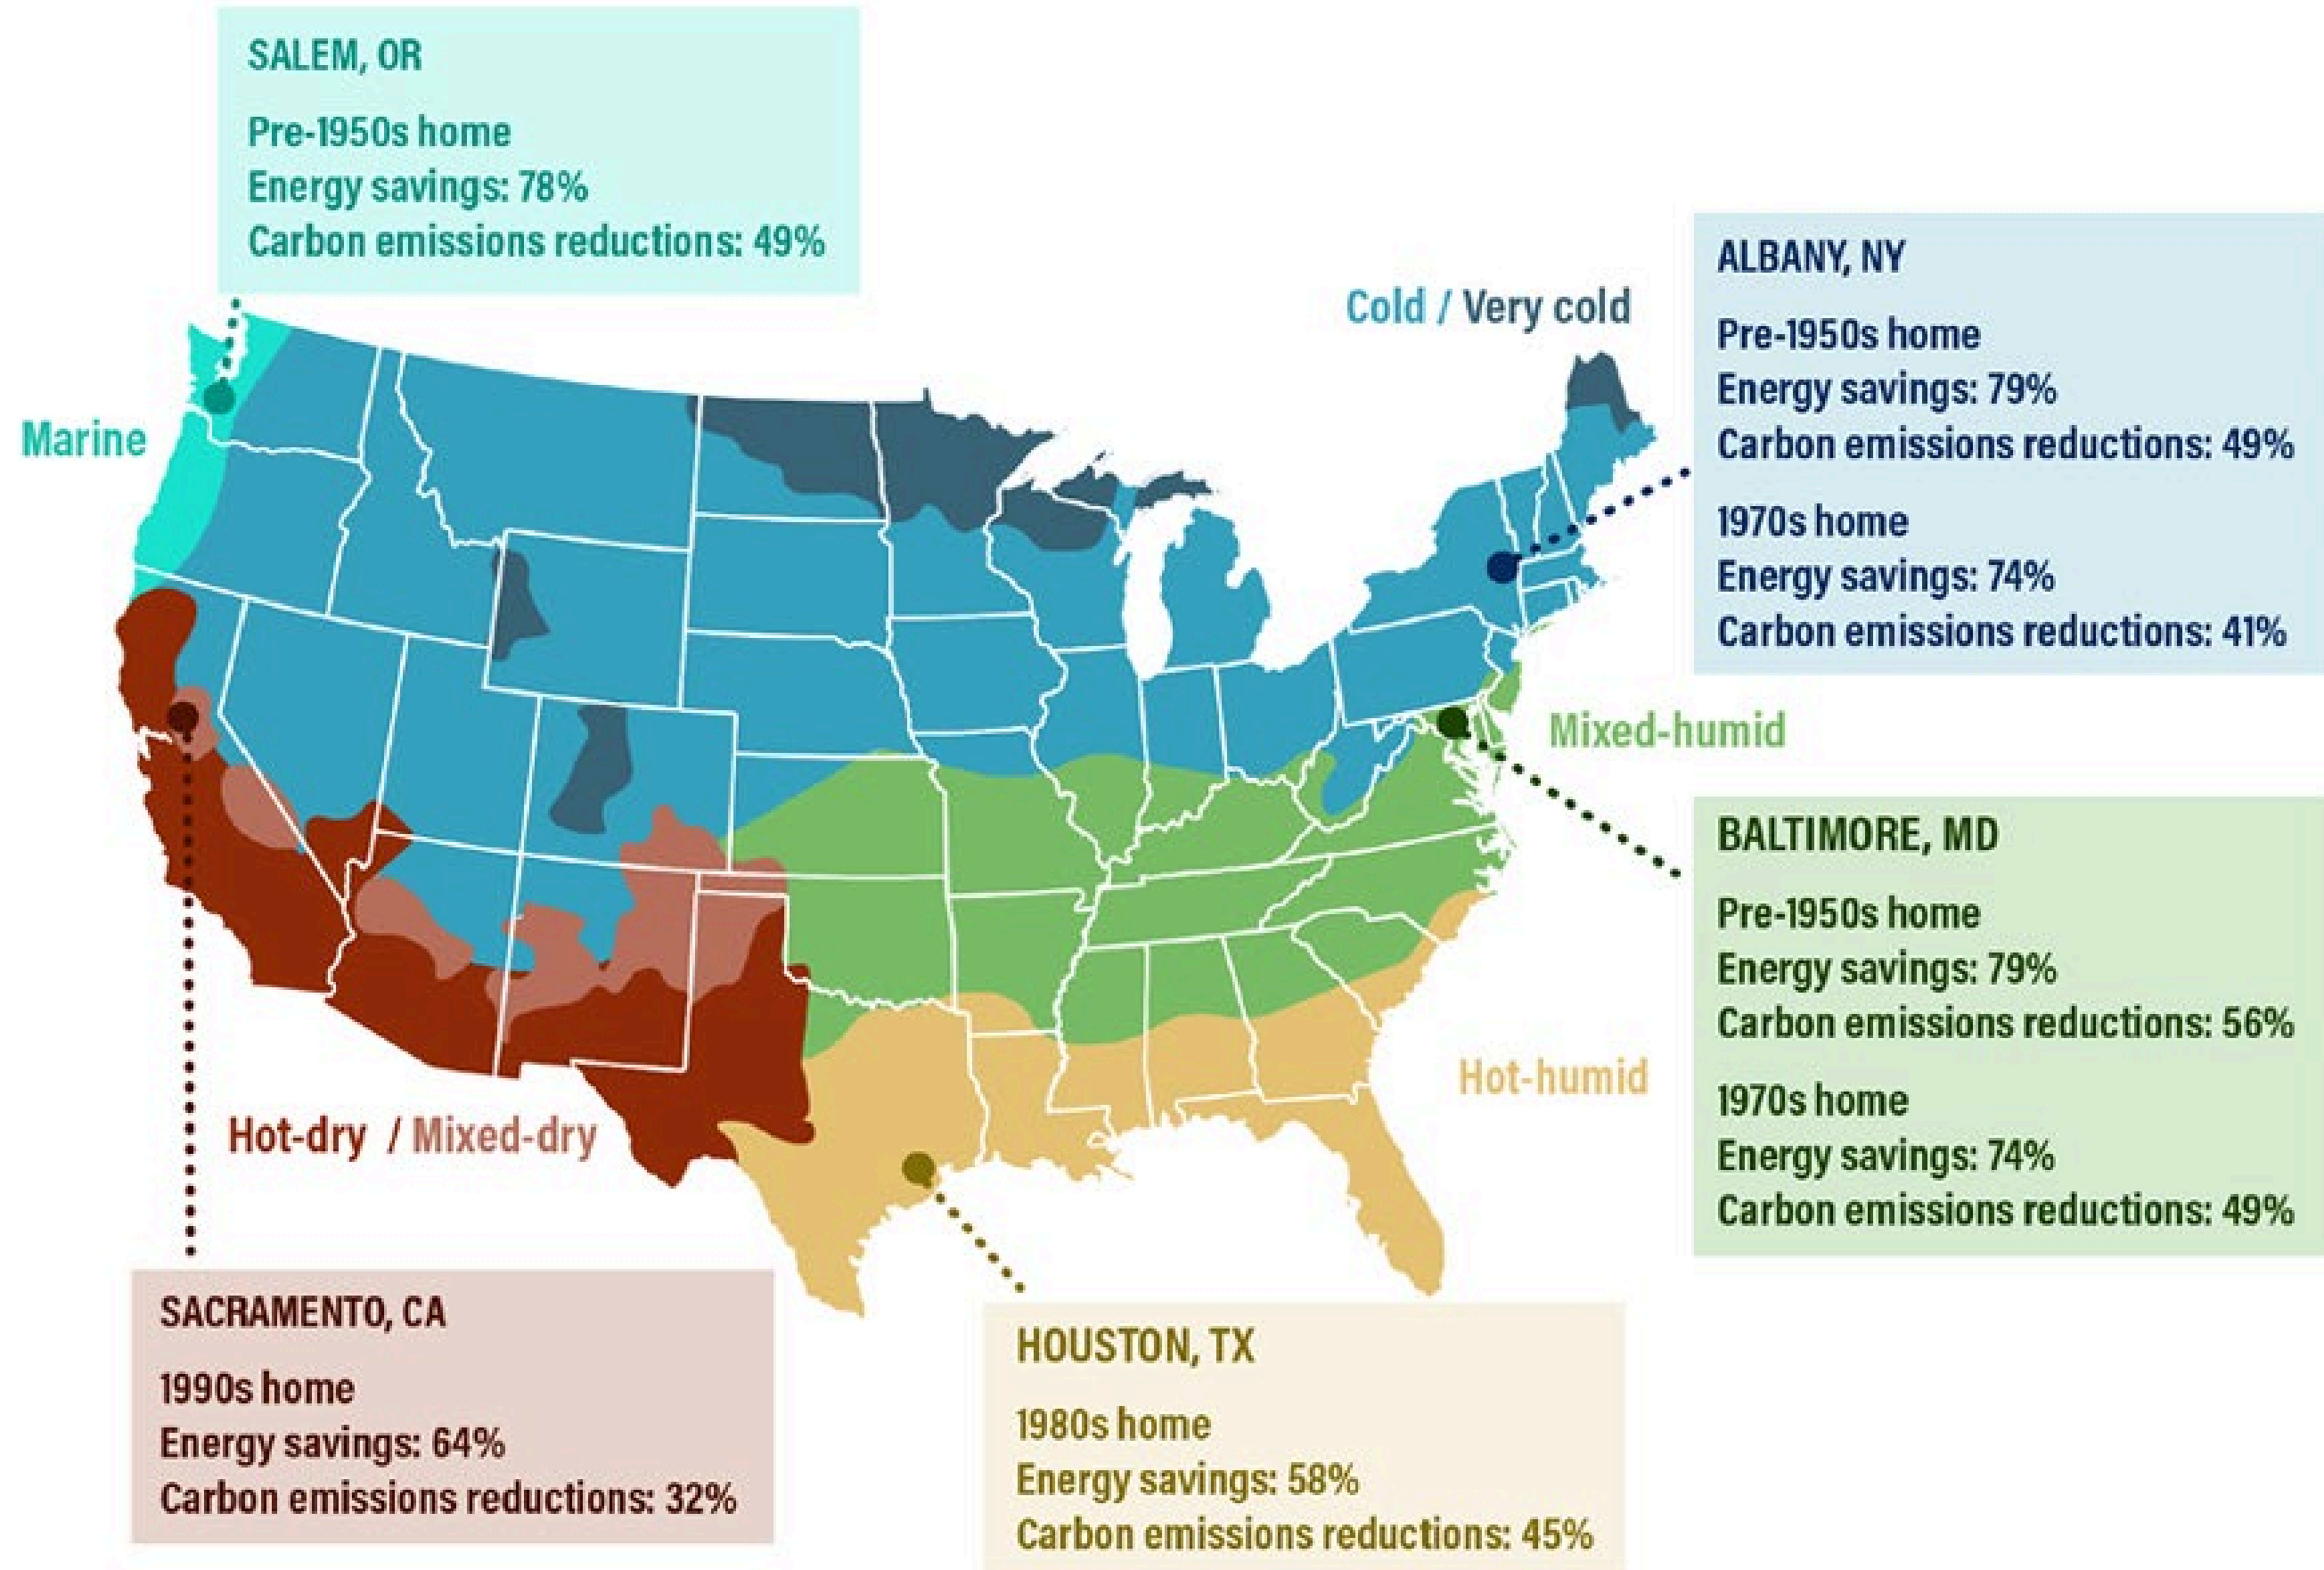 SALEM, OR
Pre-1950s home
Energy savings: 78%
Carbon emissions reductions: 49%
Marine
Cold / Very cold
ALBANY, NY
Pre-1950s home
Energy savings: 79%
Carbon emissions reductions: 49%
1970s home
Energy savings: 74%
Carbon emissions reductions: 41%
Mixed-humid
BALTIMORE, MD
Pre-1950s home
Energy savings: 79%
Carbon emissions reductions: 56%
1970s home
Energy savings: 74%
Carbon emissions reductions: 49%
Hot-humid
Hot-dry / Mixed-dry
SACRAMENTO, CA
1990s home
Energy savings: 64%
Carbon emissions reductions: 32%
HOUSTON, TX
1980s home
Energy savings: 58%
Carbon emissions reductions: 45%